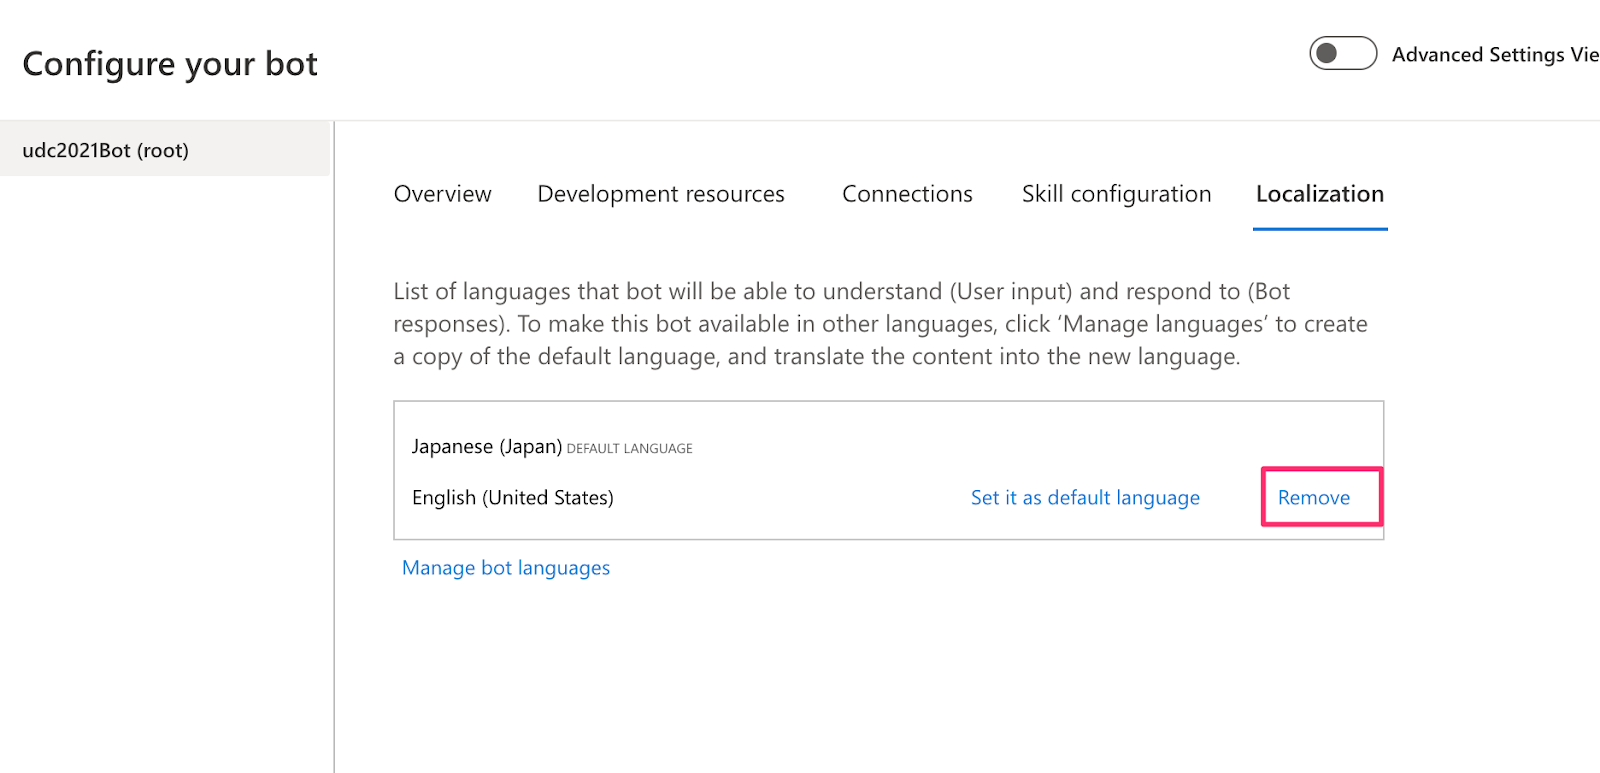 Configure your bot
Advanced Settings Vie
udc2021Bot (root)
Overview Development resources Connections Skill configuration Localization
List of languages that bot will be able to understand (User input) and respond to (Bot
responses). To make this bot available in other languages, click ‘Manage languages’ to create
a copy of the default language, and translate the content into the new language.
Japanese (Japan) DEFAULT LANGUAGE
English (United States) Set it as default language Remove
Manage bot languages